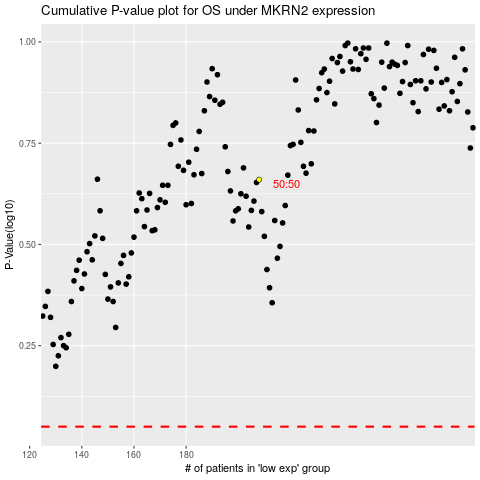 Cumulative P-value plot for OS under MKRN2 expression
1.00
0.75
50:50
0.50
0.25
P-Value(log10)
120 140 160 180
# of patients in 'low exp' group